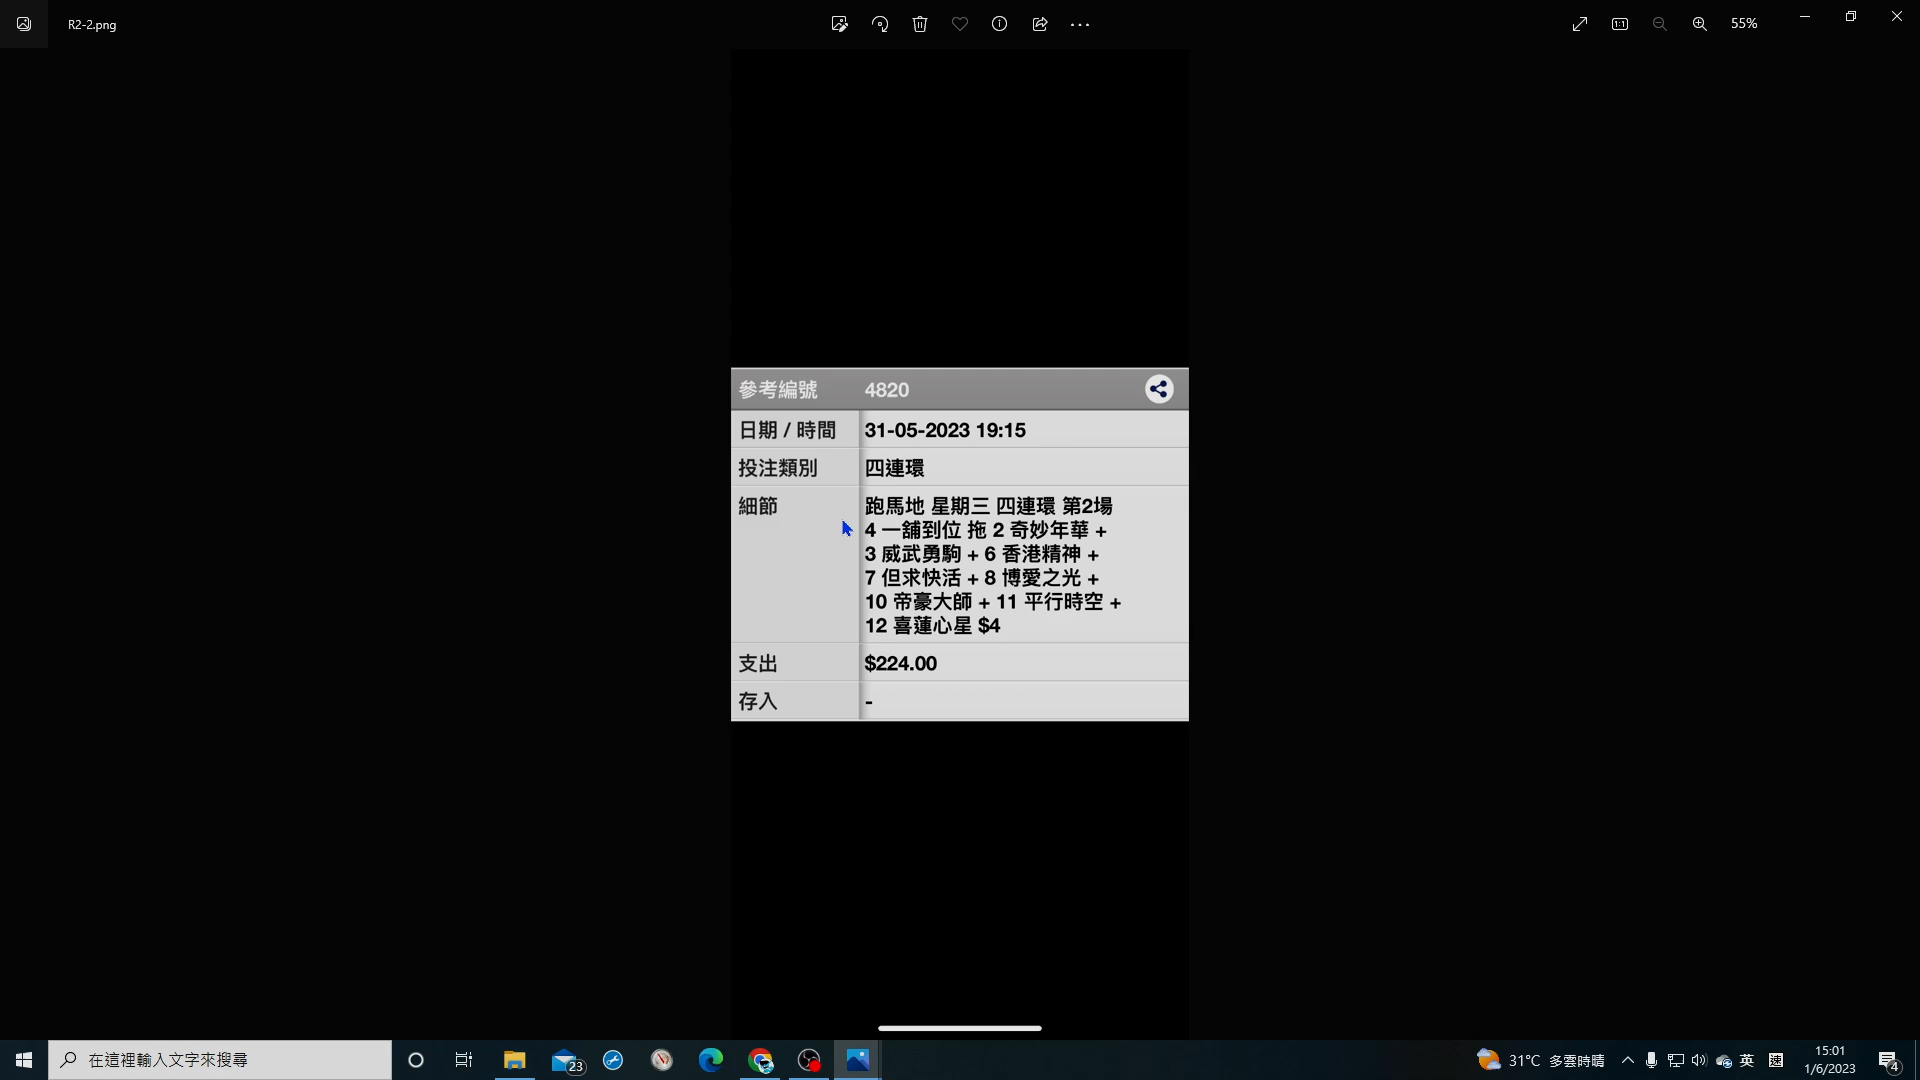 R2-2.png
55%
參考編號 4820
日期 / 時間 31-05-2023 19:15
投注類別 四連環
細節 跑馬地 星期三 四連環 第2場
4 一舖到位 拖 2 奇妙年華 +
3 威武勇駒 + 6 香港精神 +
7 但求快活 + 8 博愛之光 +
10 帝豪大師 + 11 平行時空 +
12 喜蓮心星 $4
支出 $224.00
存入 -
在這裡輸入文字來搜尋
23
31°C 多雲時晴
英
速
15:01
1/6/2023
4